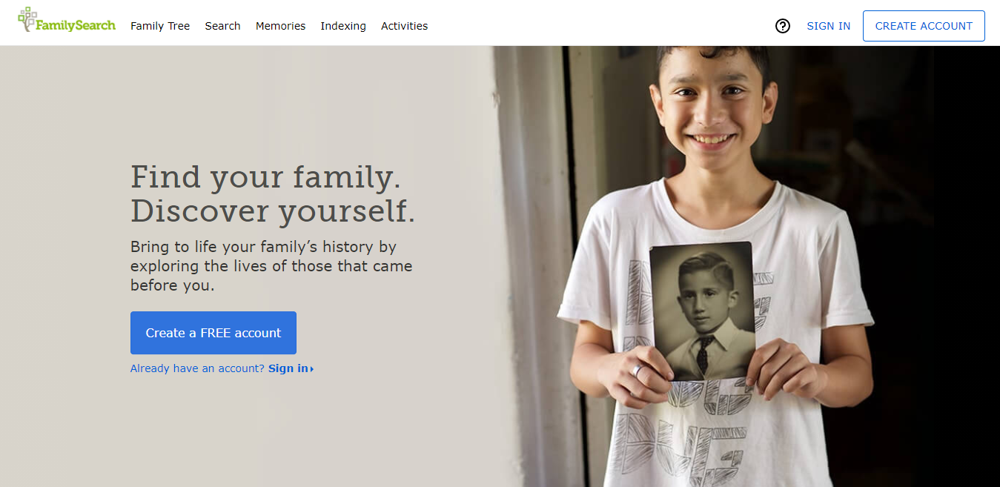 FamilySearch
Family Tree
Search
Memories
Indexing
Activities
SIGN IN
CREATE ACCOUNT
Find your family.
Discover yourself.
Bring to life your family’s history by
exploring the lives of those that came
before you.
Create a FREE account
Already have an account? Sign in